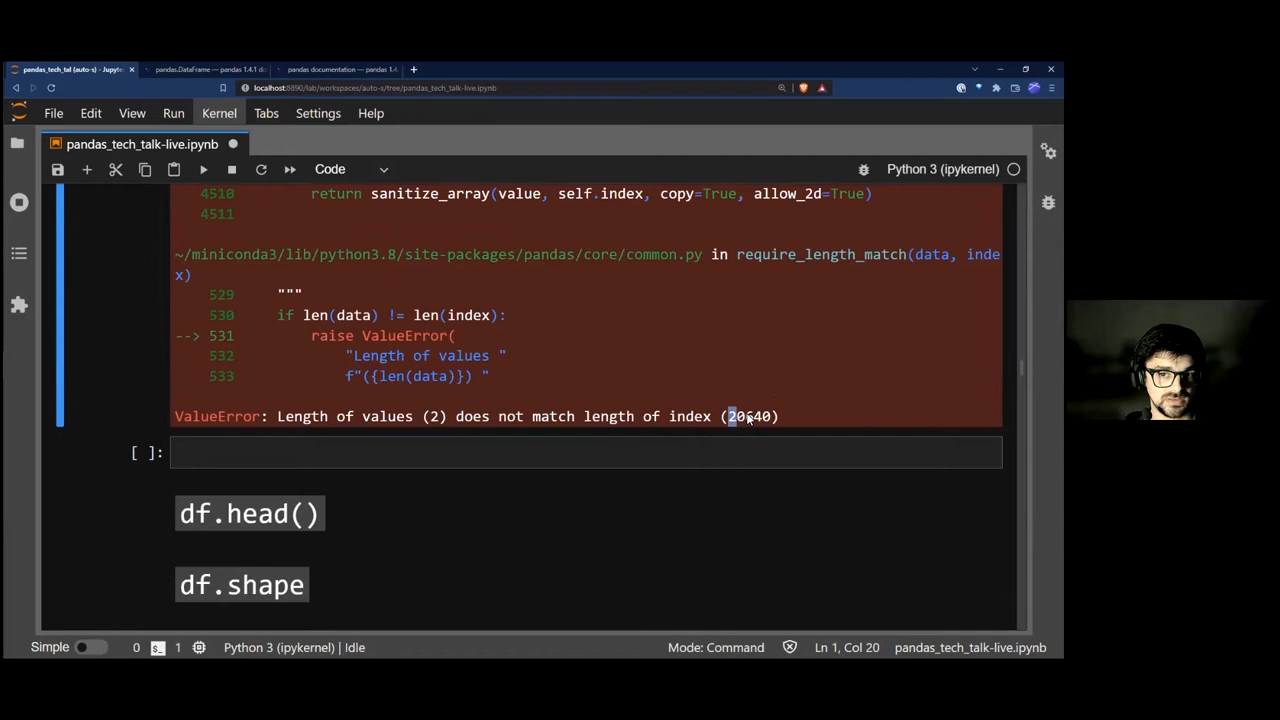 pandas_tech_tal (auto-s) - Jupyte
pandas.DataFrame — pandas 1.4.1 do
pandas documentation — pandas 1.4
localhost:8890/lab/workspaces/auto-s/tree/pandas_tech_talk-live.ipynb
File Edit View Run Kernel Tabs Settings Help
pandas_tech_talk-live.ipynb
Code
Python 3 (ipykernel)
4510 return sanitize_array(value, self.index, copy=True, allow_2d=True)
4511
~/miniconda3/lib/python3.8/site-packages/pandas/core/common.py in require_length_match(data, inde
x)
529 """
530 if len(data) != len(index):
--> 531 raise ValueError(
532 "Length of values "
533 f"({len(data)}) "
ValueError: Length of values (2) does not match length of index (20640)
[ ]:
df.head()
df.shape
Simple 0 $_ 1 Python 3 (ipykernel) | Idle Mode: Command Ln 1, Col 20 pandas_tech_talk-live.ipynb